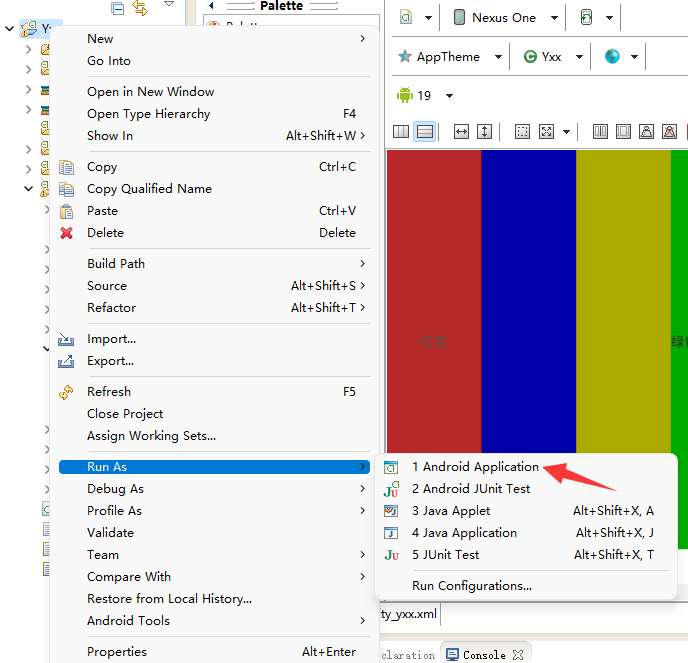 Palette
Palette
New
Go Into
Open in New Window
Open Type Hierarchy F4
Show In Alt+Shift+W
Copy Ctrl+C
Copy Qualified Name
Paste Ctrl+V
Delete Delete
Build Path
Source Alt+Shift+S
Refactor Alt+Shift+T
Import...
Export...
Refresh F5
Close Project
Assign Working Sets...
Run As
Debug As
Profile As
Validate
Team
Compare With
Restore from Local History...
Android Tools
Properties Alt+Enter
1 Android Application
2 Android JUnit Test
3 Java Applet Alt+Shift+X, A
4 Java Application Alt+Shift+X, J
5 JUnit Test Alt+Shift+X, T
Run Configurations...
Nexus One
AppTheme
Yxx
19
红色
ty_yxx.xml
claration
Console